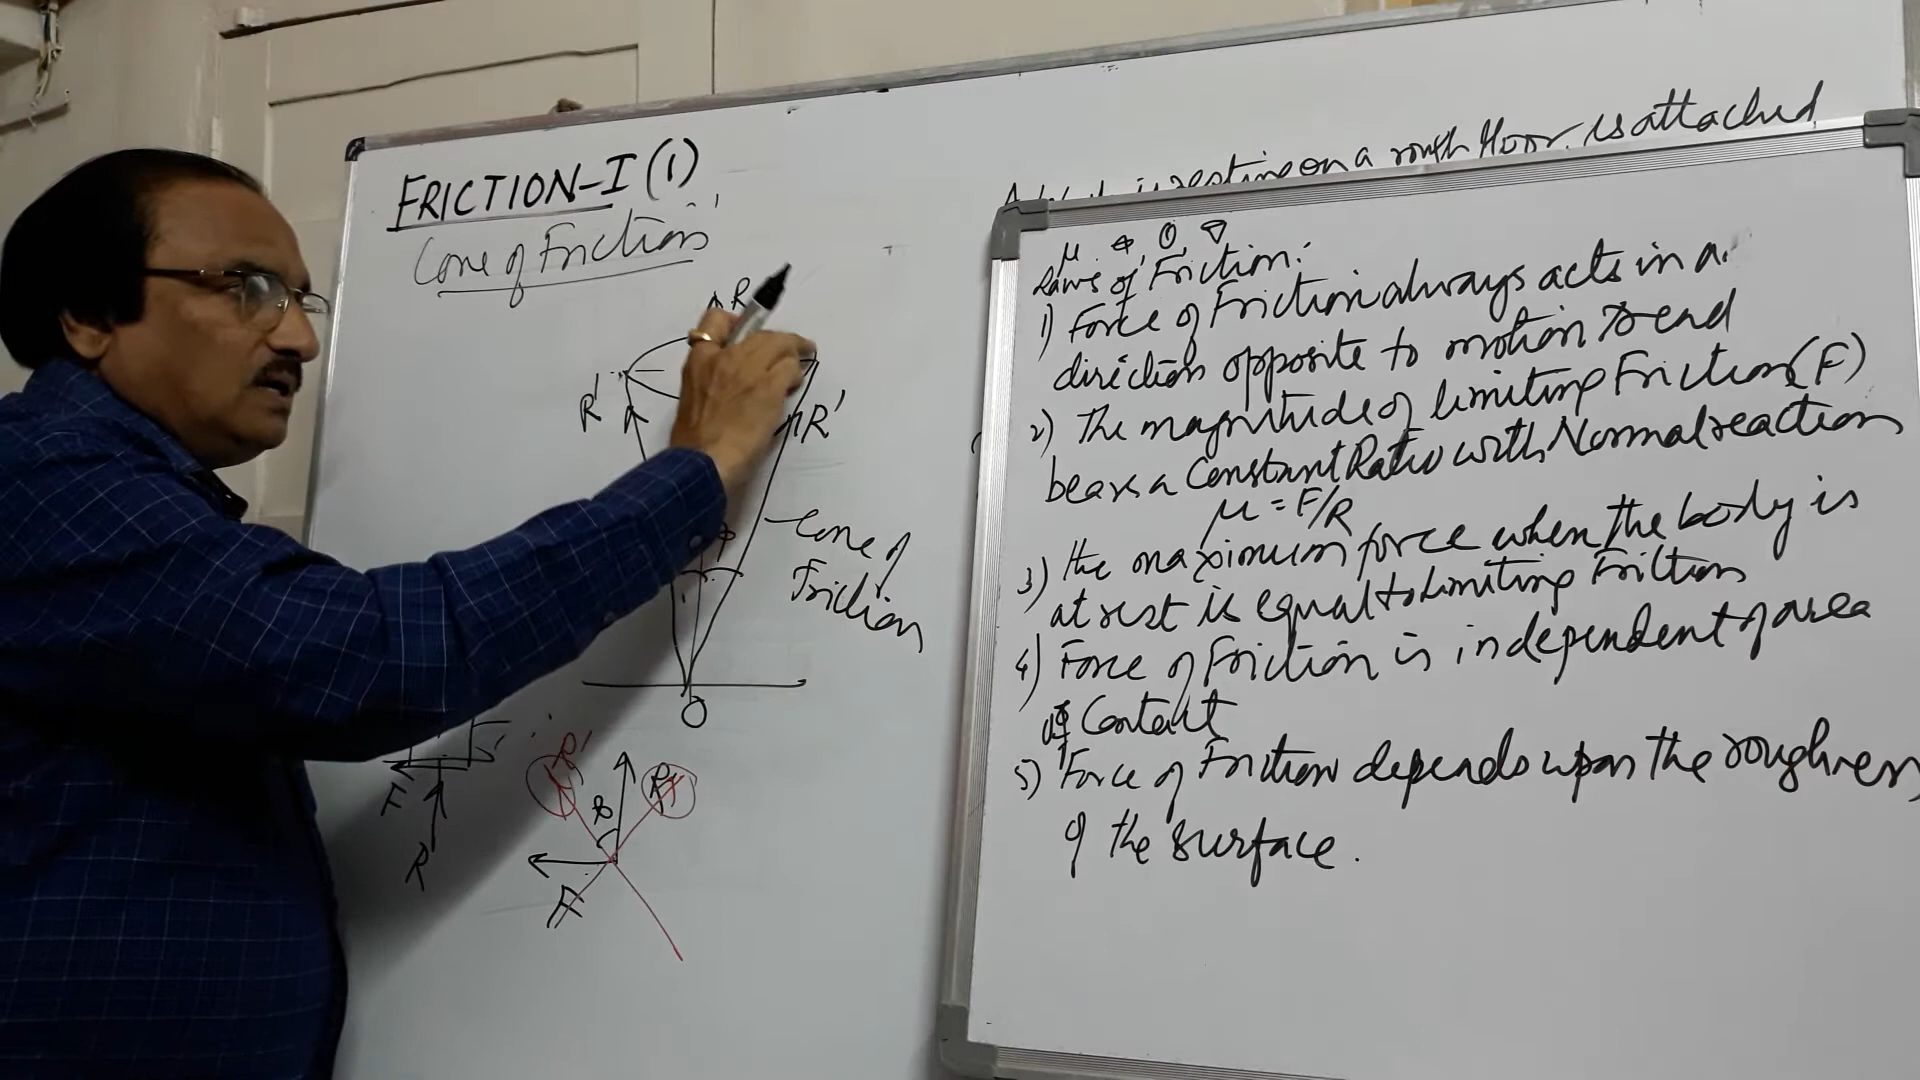 FRICTION-I (1)
Cone of Friction
R
R'
R'
φ
Cone of
Friction
O
F
R
R'
R
F
is resting on a rough floor, is attached
μ
Laws of Friction:
1) Force of Friction always acts in a
direction opposite to motion trend
2) The magnitude of limiting Friction (F)
bears a Constant Ratio with Normal reaction
μ = F/R
3) the maximum force when the body is
at rest is equal to Limiting Friction
4) Force of Friction is independent of area
of Contact
5) Force of Friction depends upon the roughness
of the surface.